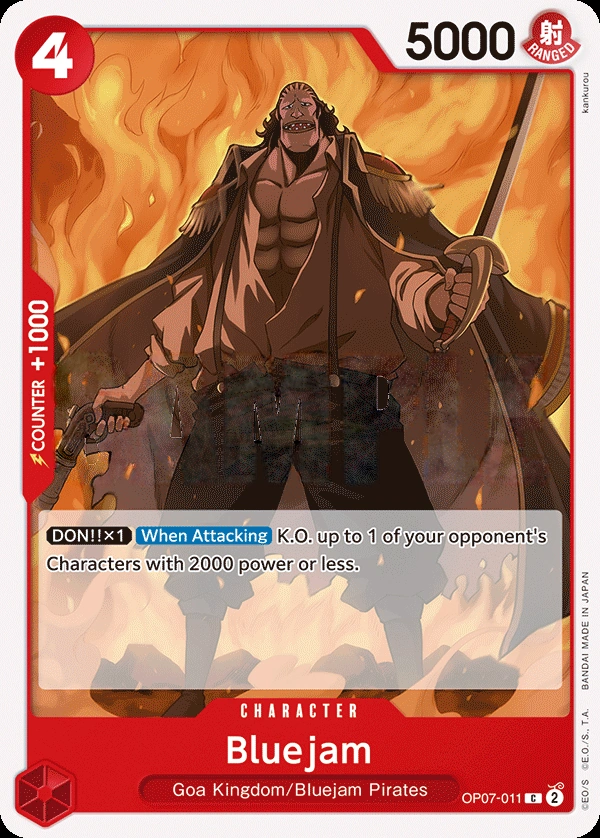 4
5000
射
RANGED
kankurou
COUNTER +1000
SAMPLE
DON!!×1 When Attacking K.O. up to 1 of your opponent's
Characters with 2000 power or less.
CHARACTER
Bluejam
Goa Kingdom/Bluejam Pirates
OP07-011 C 2
©E.O/S ©E.O./S., T.A. BANDAI MADE IN JAPAN